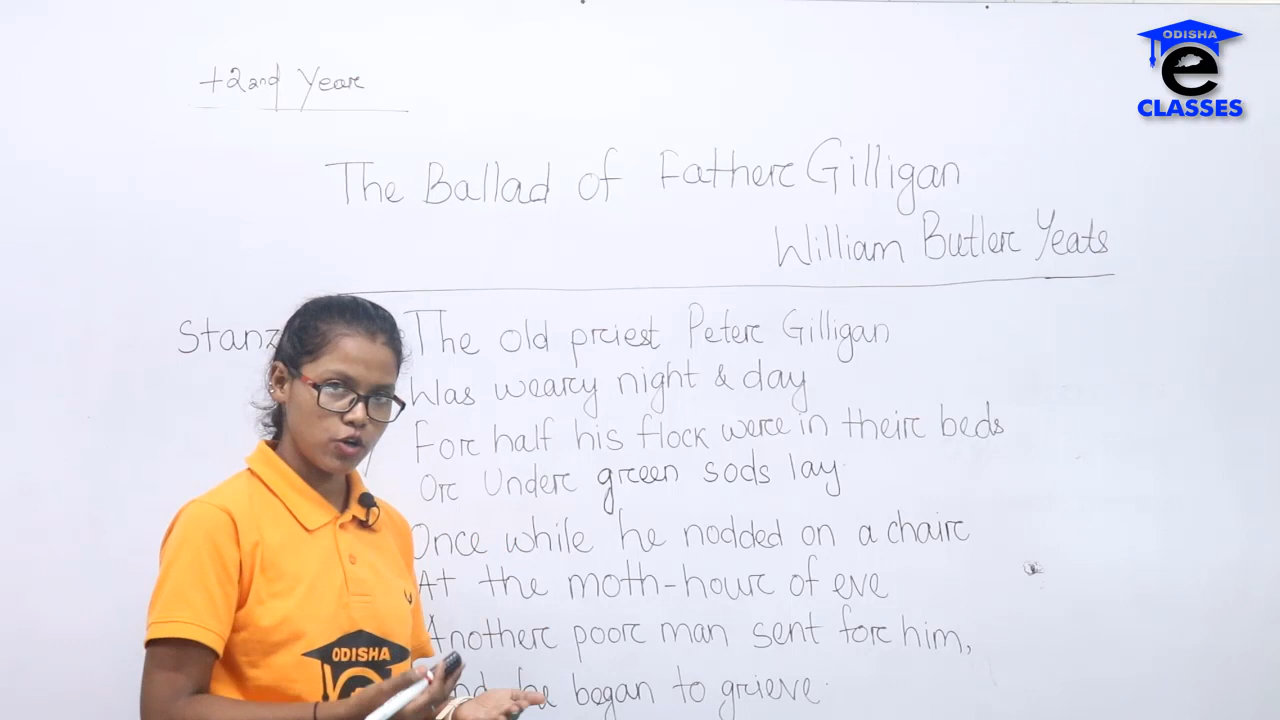 ODISHA
e
CLASSES
+2nd Year
The Ballad of Father Gilligan
William Butler Yeats
The old priest Peter Gilligan
Was weary night & day
For half his flock were in their beds
Or under green sods lay.
Once while he nodded on a chair
At the moth-hour of eve
Another poor man sent for him,
began to grieve.
ODISHA